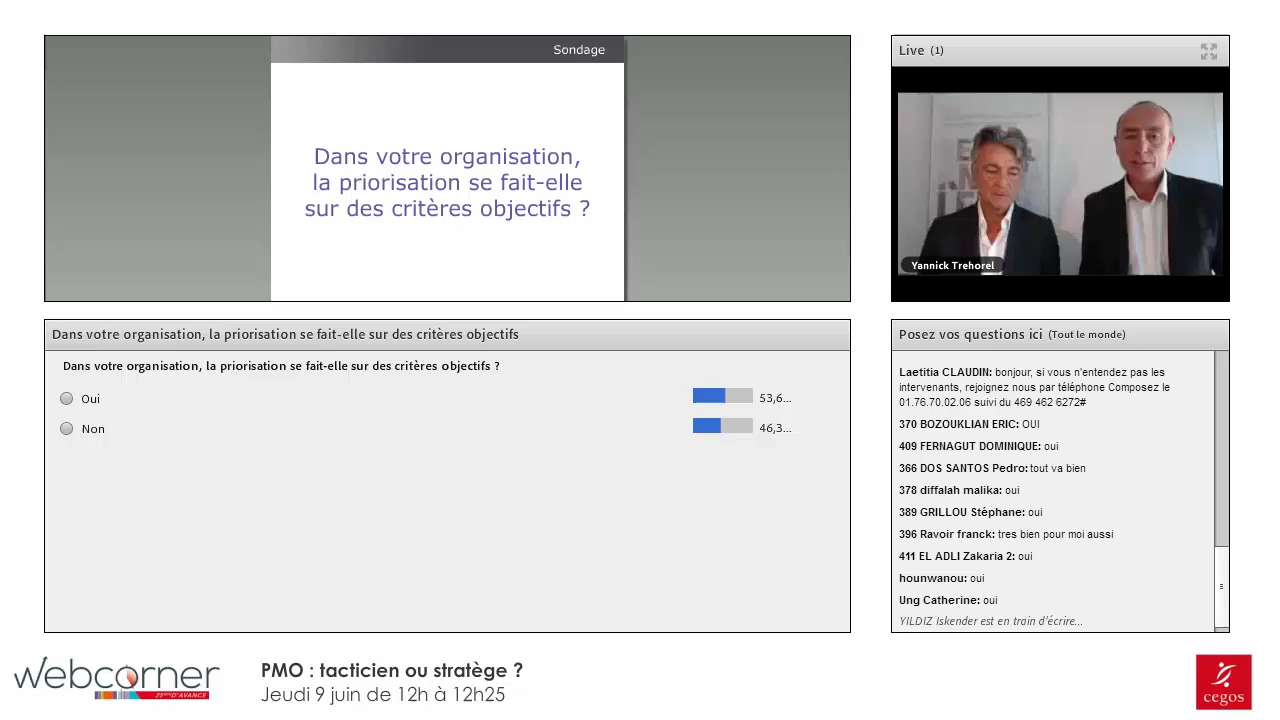 Sondage
Dans votre organisation,
la priorisation se fait-elle
sur des critères objectifs ?
Live (1)
Yannick Trehorel
Dans votre organisation, la priorisation se fait-elle sur des critères objectifs
Dans votre organisation, la priorisation se fait-elle sur des critères objectifs ?
Oui 53,6...
Non 46,3...
Posez vos questions ici (Tout le monde)
Laetitia CLAUDIN: bonjour, si vous n'entendez pas les
intervenants, rejoignez nous par téléphone Composez le
01.76.70.02.06 suivi du 469 462 6272#
370 BOZOUKLIAN ERIC: OUI
409 FERNAGUT DOMINIQUE: oui
366 DOS SANTOS Pedro: tout va bien
378 diffalah malika: oui
389 GRILLOU Stéphane: oui
396 Ravoir franck: tres bien pour moi aussi
411 EL ADLI Zakaria 2: oui
hounwanou: oui
Ung Catherine: oui
YILDIZ Iskender est en train d'écrire...
webcorner
PMO : tacticien ou stratège ?
Jeudi 9 juin de 12h à 12h25
cegos